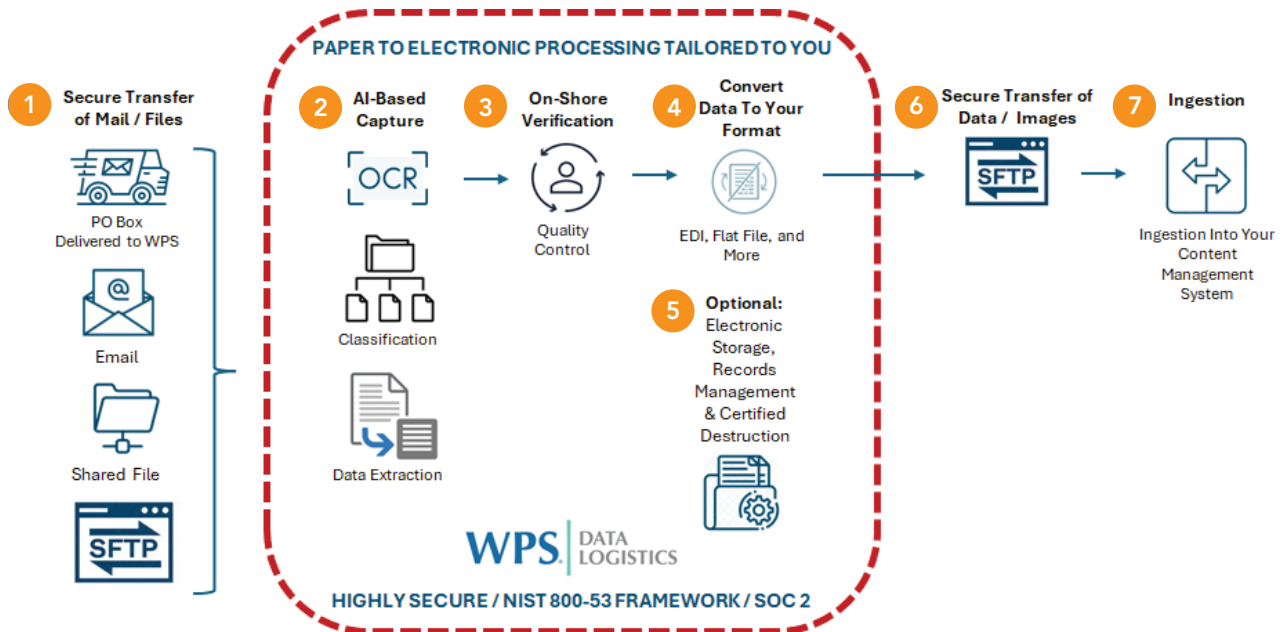 PAPER TO ELECTRONIC PROCESSING TAILORED TO YOU
1
Secure Transfer
of Mail / Files
PO Box
Delivered to WPS
@
Email
Shared File
SFTP
2
AI-Based
Capture
OCR
Classification
Data Extraction
3
On-Shore
Verification
Quality
Control
4
Convert
Data To Your
Format
EDI, Flat File, and
More
5
Optional:
Electronic
Storage,
Records
Management
& Certified
Destruction
WPS.
DATA
LOGISTICS
HIGHLY SECURE / NIST 800-53 FRAMEWORK / SOC 2
6
Secure Transfer of
Data / Images
SFTP
7
Ingestion
Ingestion Into Your
Content
Management
System